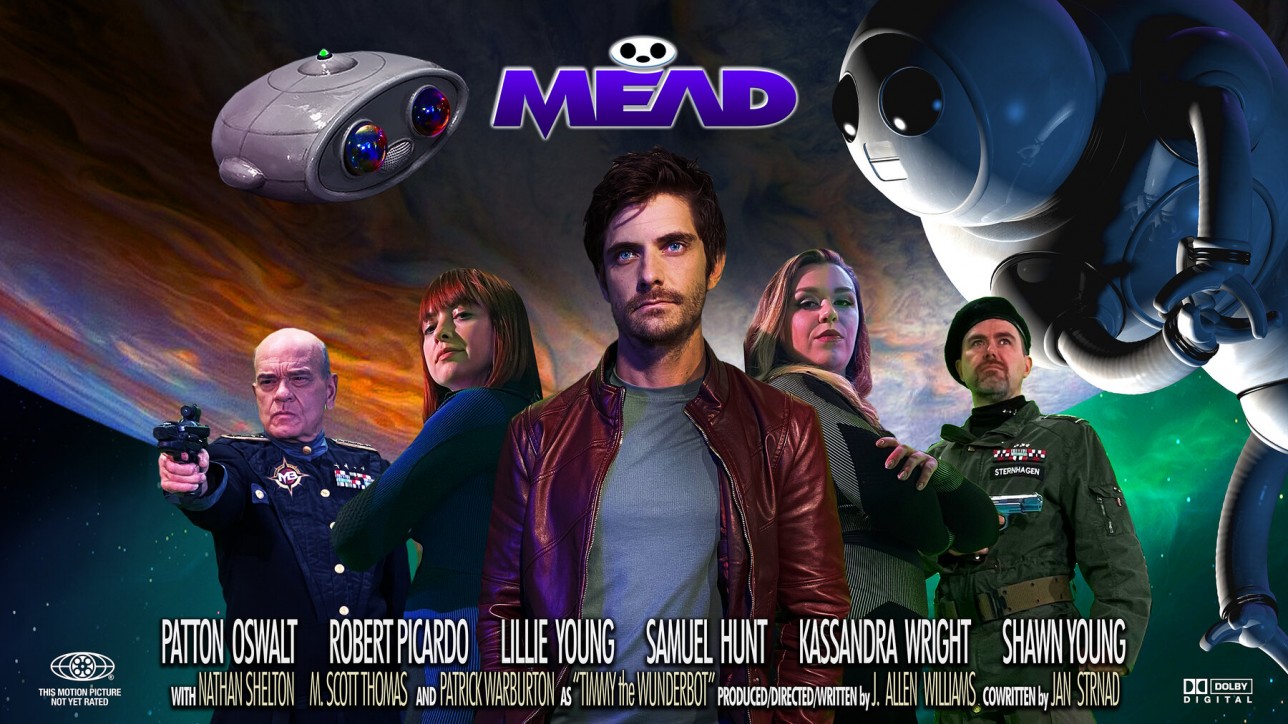 MEAD
MB
STERNHAGEN
PATTON OSWALT ROBERT PICARDO LILLIE YOUNG SAMUEL HUNT KASSANDRA WRIGHT SHAWN YOUNG
WITH NATHAN SHELTON M. SCOTT THOMAS AND PATRICK WARBURTON AS "TIMMY the WUNDERBOT" PRODUCED/DIRECTED/WRITTEN by J. ALLEN WILLIAMS COWRITTEN by JAN STRNAD
THIS MOTION PICTURE
NOT YET RATED
DOLBY
DIGITAL